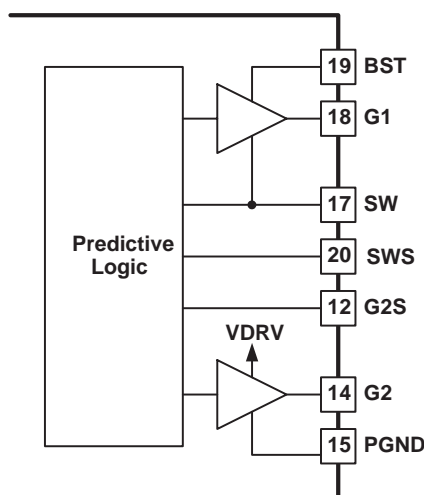 19 BST
18 G1
17 SW
Predictive
Logic
20 SWS
12 G2S
VDRV
14 G2
15 PGND